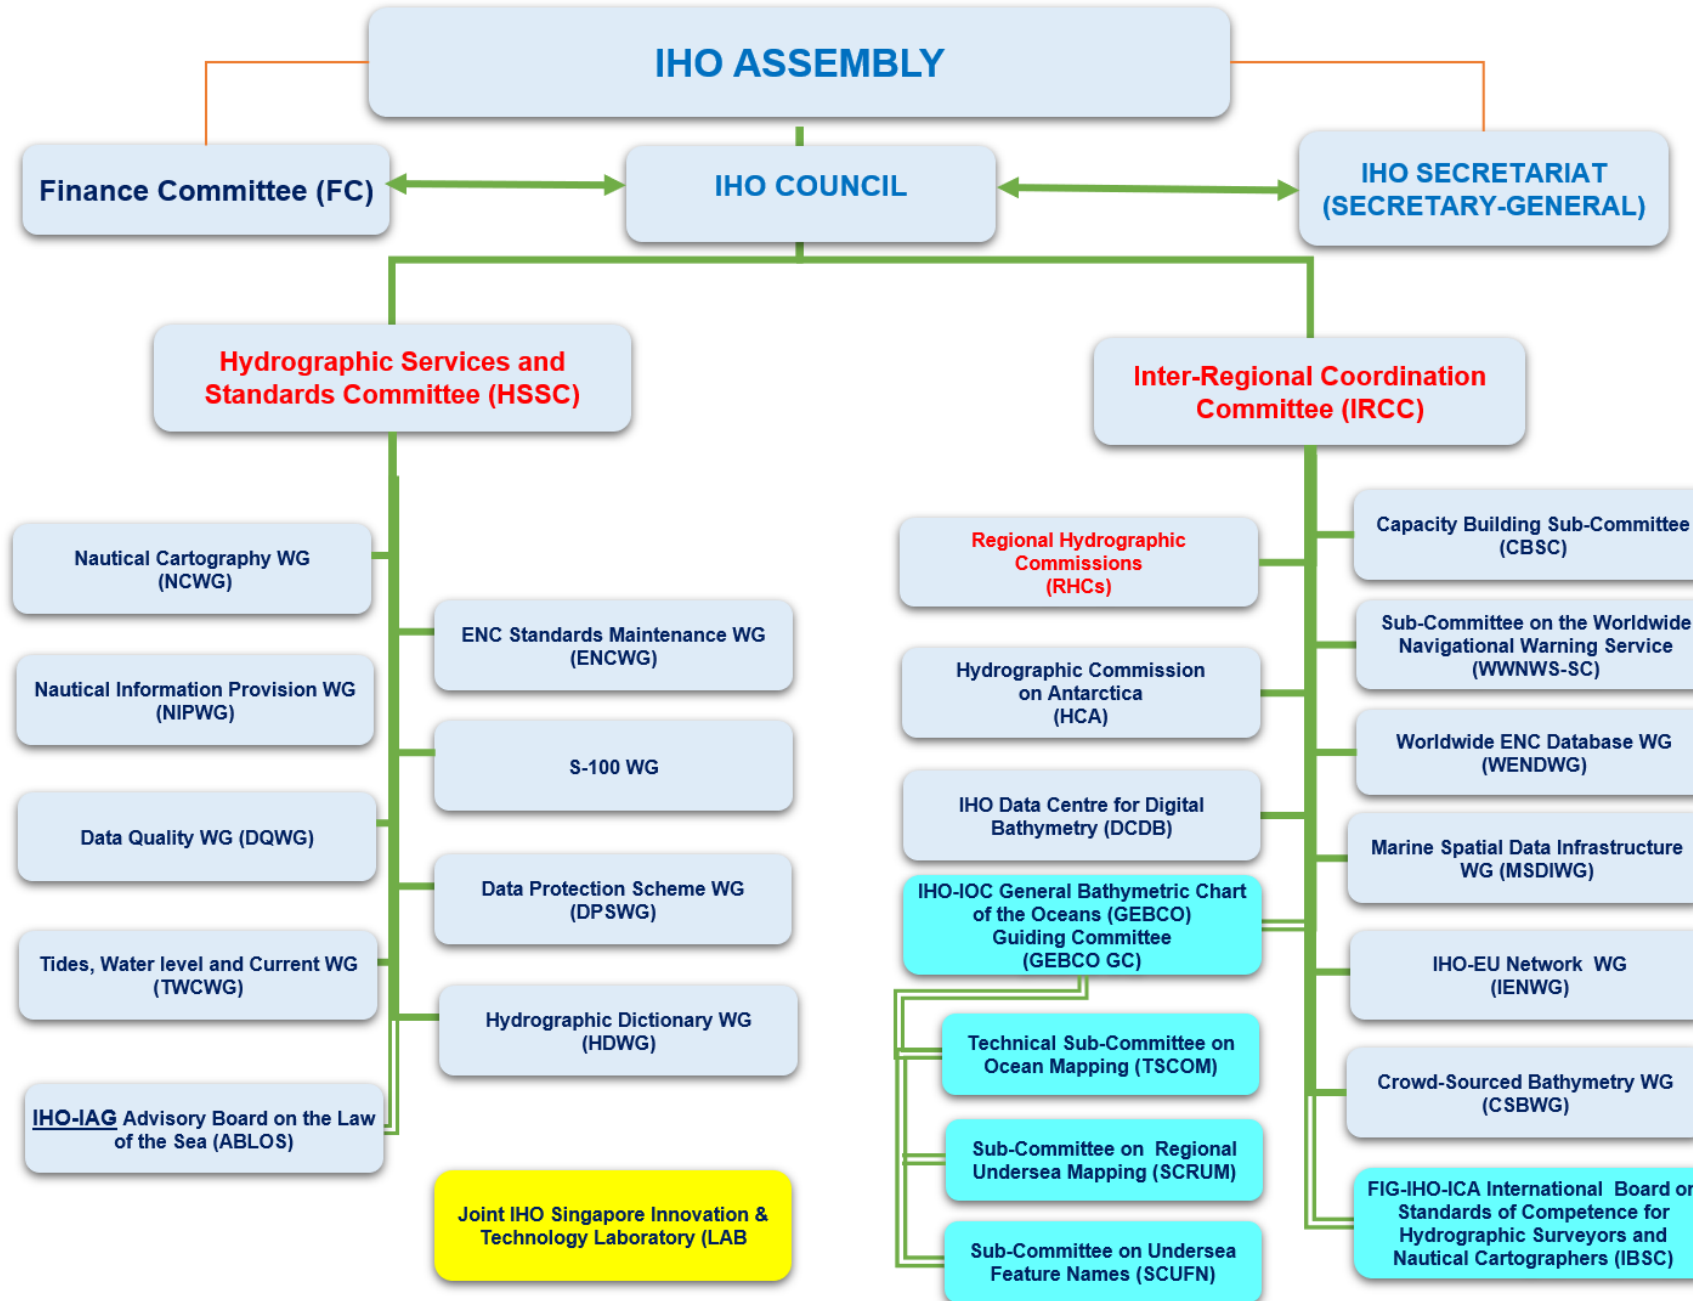 IHO ASSEMBLY
Finance Committee (FC)
IHO COUNCIL
IHO SECRETARIAT
(SECRETARY-GENERAL)
Hydrographic Services and
Standards Committee (HSSC)
Inter-Regional Coordination
Committee (IRCC)
Nautical Cartography WG
(NCWG)
Nautical Information Provision WG
(NIPWG)
Data Quality WG (DQWG)
Tides, Water level and Current WG
(TWCWG)
IHO-IAG Advisory Board on the Law
of the Sea (ABLOS)
ENC Standards Maintenance WG
(ENCWG)
S-100 WG
Data Protection Scheme WG
(DPSWG)
Hydrographic Dictionary WG
(HDWG)
Joint IHO Singapore Innovation &
Technology Laboratory (LAB
Regional Hydrographic
Commissions
(RHCs)
Hydrographic Commission
on Antarctica
(HCA)
IHO Data Centre for Digital
Bathymetry (DCDB)
IHO-IOC General Bathymetric Chart
of the Oceans (GEBCO)
Guiding Committee
(GEBCO GC)
Technical Sub-Committee on
Ocean Mapping (TSCOM)
Sub-Committee on Regional
Undersea Mapping (SCRUM)
Sub-Committee on Undersea
Feature Names (SCUFN)
Capacity Building Sub-Committee
(CBSC)
Sub-Committee on the Worldwide
Navigational Warning Service
(WWNWS-SC)
Worldwide ENC Database WG
(WENDWG)
Marine Spatial Data Infrastructure
WG (MSDIWG)
IHO-EU Network WG
(IENWG)
Crowd-Sourced Bathymetry WG
(CSBWG)
FIG-IHO-ICA International Board on
Standards of Competence for
Hydrographic Surveyors and
Nautical Cartographers (IBSC)